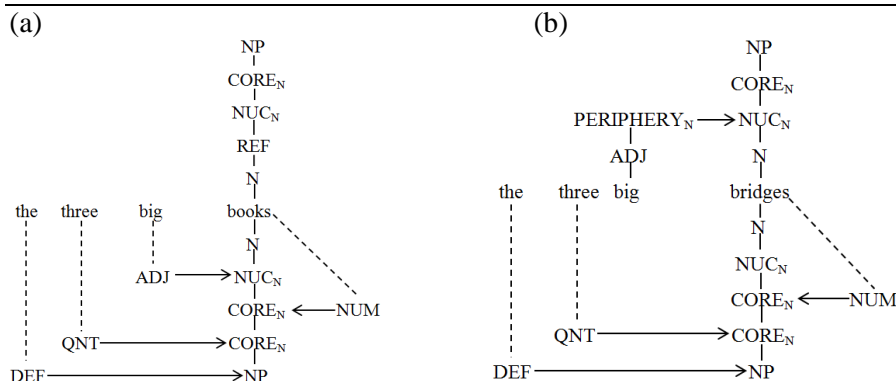 (a) (b)
NP NP
CORE_N CORE_N
NUC_N PERIPHERY_N NUC_N
REF ADJ N
N
the three big books the three big bridges
N N
ADJ NUC_N NUC_N
CORE_N NUM CORE_N NUM
QNT CORE_N QNT CORE_N
DEF NP DEF NP